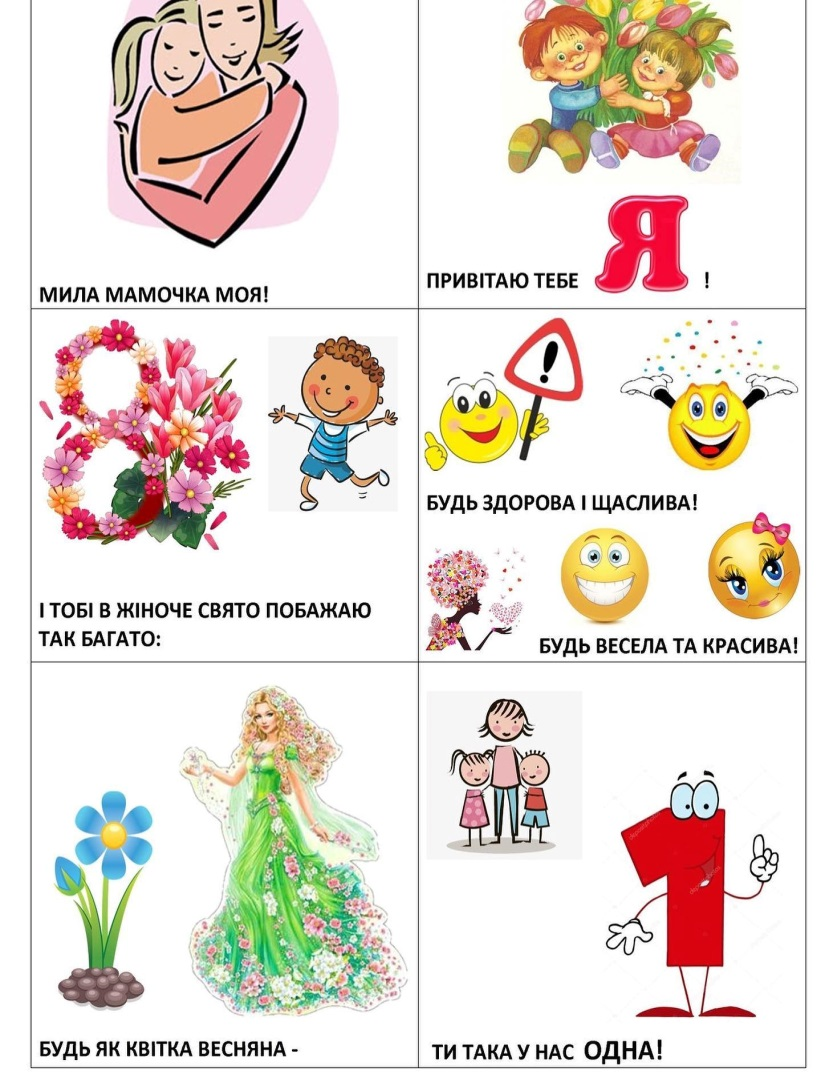 МИЛА МАМОЧКА МОЯ!
ПРИВІТАЮ ТЕБЕ Я !
І ТОБІ В ЖІНОЧЕ СВЯТО ПОБАЖАЮ
ТАК БАГАТО:
БУДЬ ЗДОРОВА І ЩАСЛИВА!
БУДЬ ВЕСЕЛА ТА КРАСИВА!
БУДЬ ЯК КВІТКА ВЕСНЯНА -
ТИ ТАКА У НАС ОДНА!